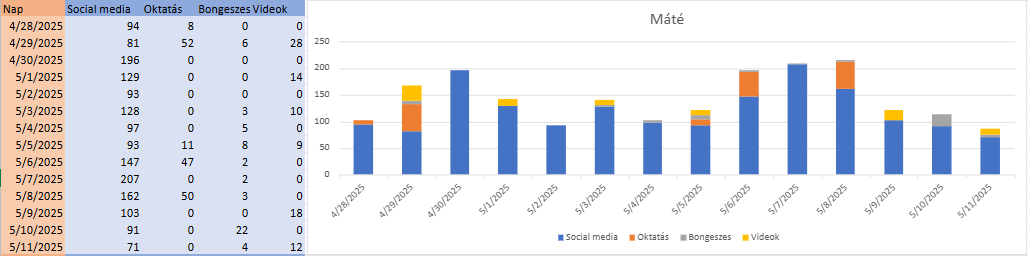 Nap Social media Oktatás Bongeszes Videok
4/28/2025 94 8 0 0
4/29/2025 81 52 6 28
4/30/2025 196 0 0 0
5/1/2025 129 0 0 14
5/2/2025 93 0 0 0
5/3/2025 128 0 3 10
5/4/2025 97 0 5 0
5/5/2025 93 11 8 9
5/6/2025 147 47 2 0
5/7/2025 207 0 2 0
5/8/2025 162 50 3 0
5/9/2025 103 0 0 18
5/10/2025 91 0 22 0
5/11/2025 71 0 4 12
Máté
250
200
150
100
50
0
4/28/2025 4/29/2025 4/30/2025 5/1/2025 5/2/2025 5/3/2025 5/4/2025 5/5/2025 5/6/2025 5/7/2025 5/8/2025 5/9/2025 5/10/2025 5/11/2025
Social media Oktatás Bongeszes Videok